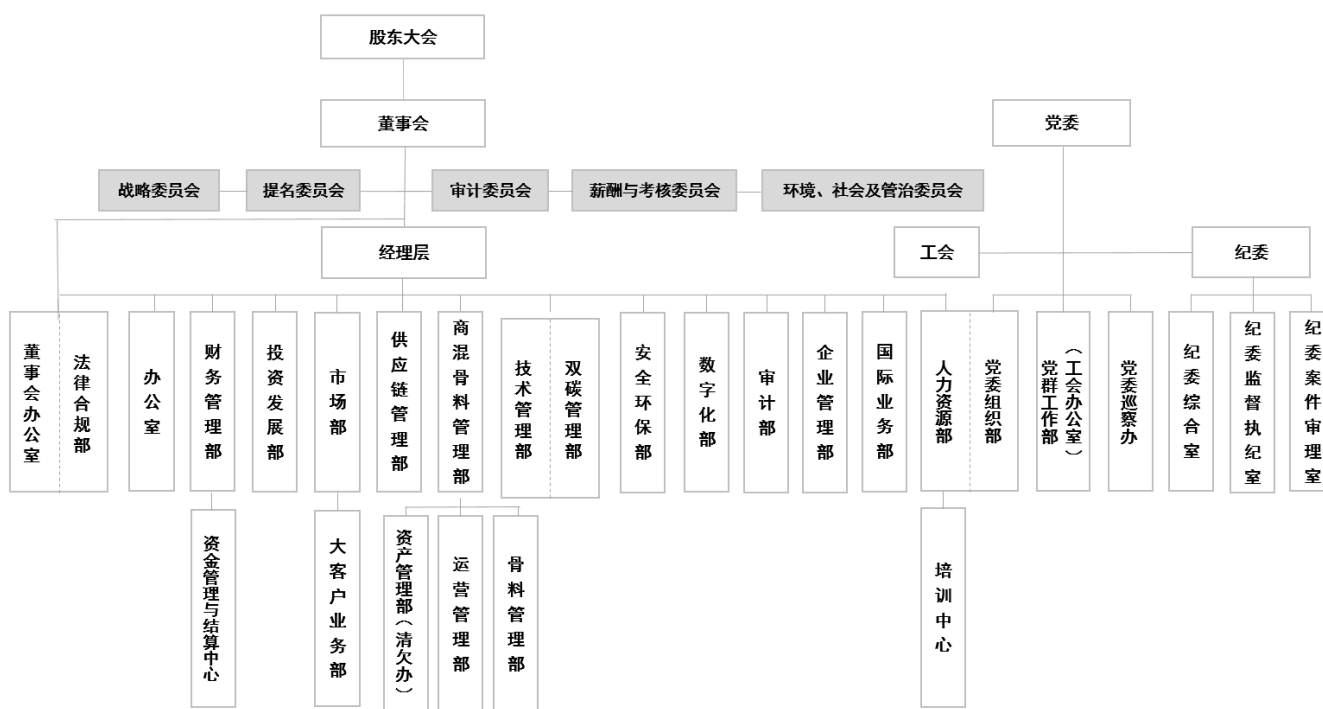 股东大会
董事会
党委
战略委员会
提名委员会
审计委员会
薪酬与考核委员会
环境、社会及管治委员会
经理层
工会
纪委
董事会办公室
法律合规部
办公室
财务管理部
投资发展部
市场部
供应链管理部
商混骨料管理部
技术管理部
双碳管理部
安全环保部
数字化部
审计部
企业管理部
国际业务部
人力资源部
党委组织部
党群工作部
（工会办公室）
党委巡察办
纪委综合室
纪委监督执纪室
纪委案件审理室
资金管理与结算中心
大客户业务部
资产管理部（清欠办）
运营管理部
骨料管理部
培训中心